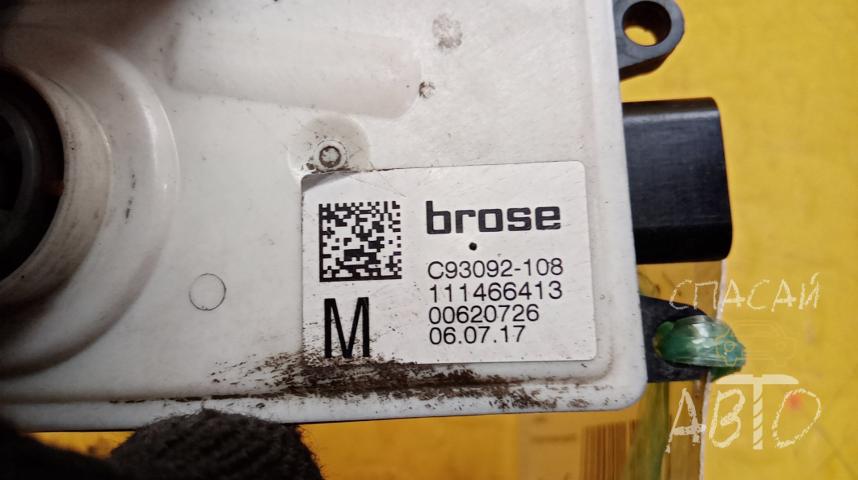 brose
C93092-108
111466413
00620726
06.07.17
M
СПАСАЙ
АВТО